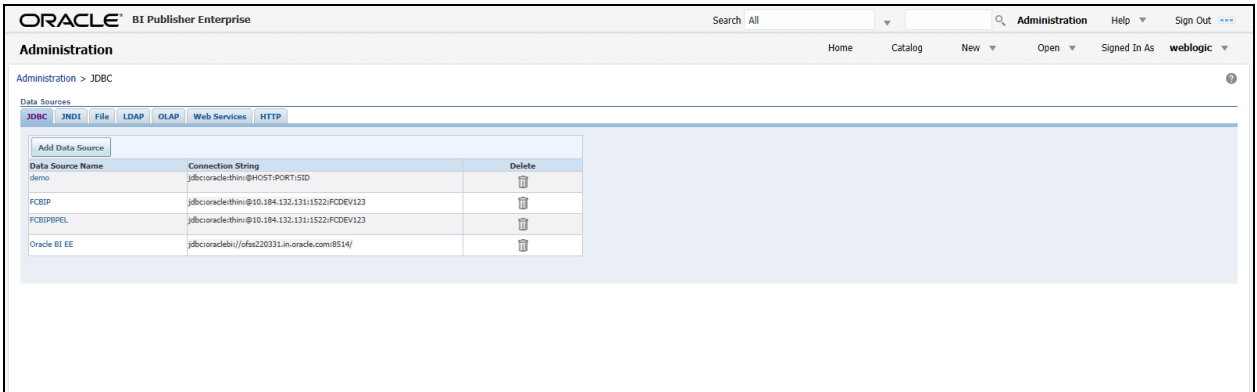 ORACLE BI Publisher Enterprise Search All Administration Help Sign Out
Administration Home Catalog New Open Signed In As weblogic
Administration > JDBC
Data Sources
JDBC JNDI File LDAP OLAP Web Services HTTP
Add Data Source
Data Source Name Connection String Delete
demo jdbc:oracle:thin:@HOST:PORT:SID
FCBIP jdbc:oracle:thin:@10.184.132.131:1522:FCDEV123
FCBIPBPEL jdbc:oracle:thin:@10.184.132.131:1522:FCDEV123
Oracle BI EE jdbc:oraclebi://ofss220331.in.oracle.com:8514/